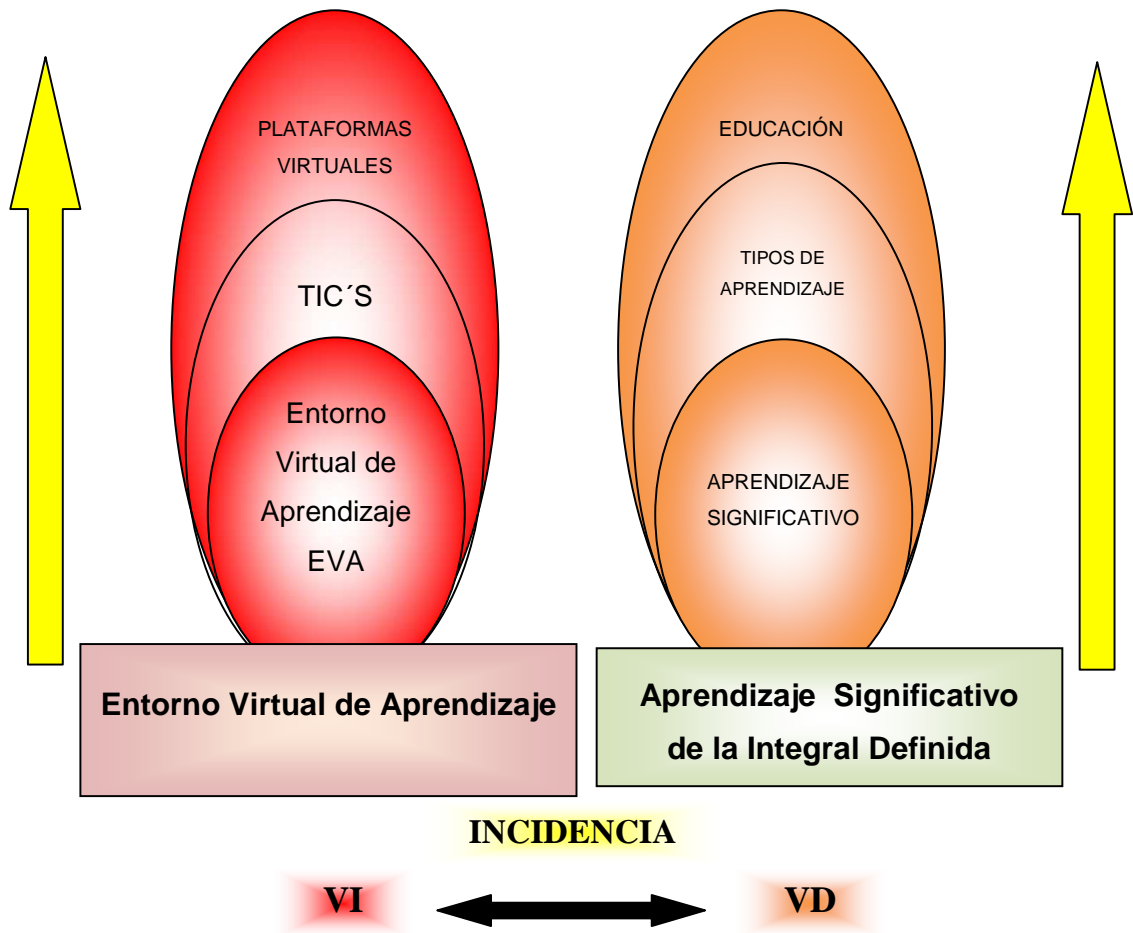 PLATAFORMAS
VIRTUALES
TIC´S
Entorno
Virtual de
Aprendizaje
EVA
Entorno Virtual de Aprendizaje
EDUCACIÓN
TIPOS DE
APRENDIZAJE
APRENDIZAJE
SIGNIFICATIVO
Aprendizaje Significativo
de la Integral Definida
INCIDENCIA
VI
VD